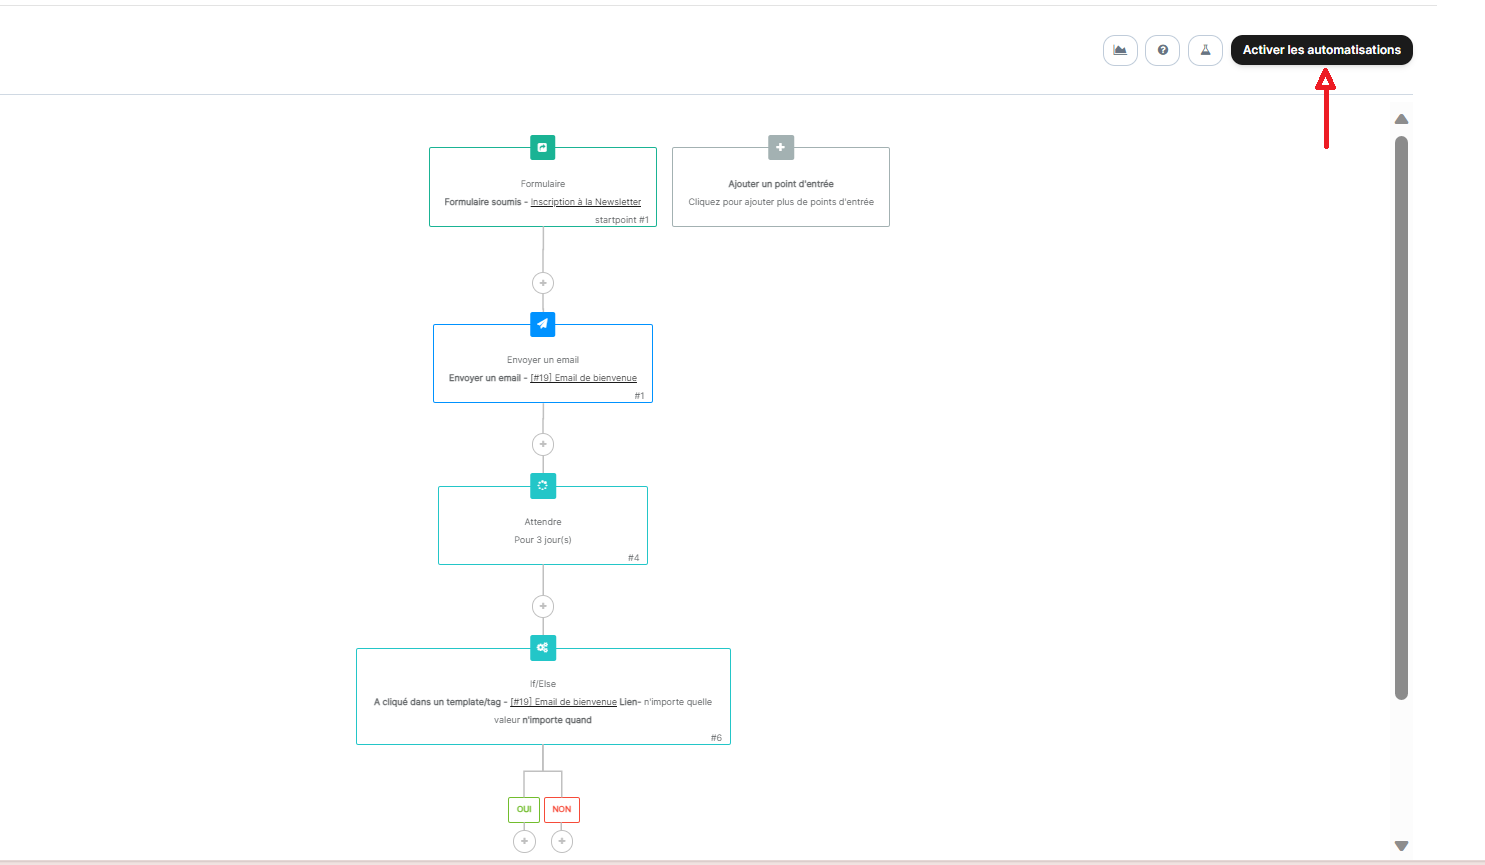 Activer les automatisations
Formulaire
Formulaire soumis - Inscription à la Newsletter
startpoint #1
Ajouter un point d'entrée
Cliquez pour ajouter plus de points d'entrée
Envoyer un email
Envoyer un email - [#19] Email de bienvenue
#1
Attendre
Pour 3 jour(s)
#4
If/Else
A cliqué dans un template/tag - [#19] Email de bienvenue Lien- n'importe quelle
valeur n'importe quand
#6
OUI NON